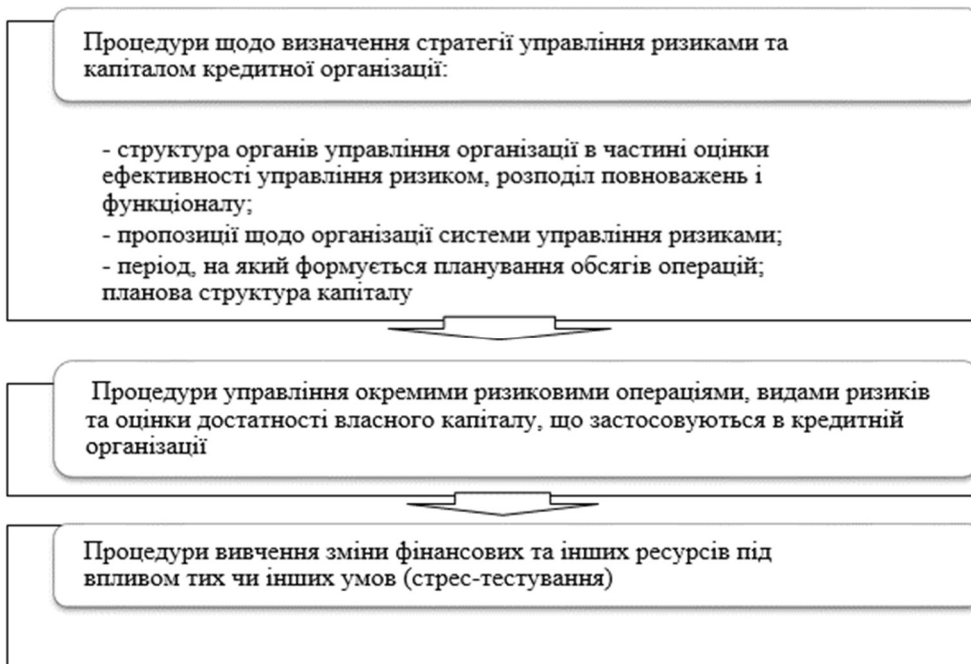 Процедури щодо визначення стратегії управління ризиками та
капіталом кредитної організації:
- структура органів управління організації в частині оцінки
ефективності управління ризиком, розподіл повноважень і
функціоналу;
- пропозиції щодо організації системи управління ризиками;
- період, на який формується планування обсягів операцій;
планова структура капіталу
Процедури управління окремими ризиковими операціями, видами ризиків
та оцінки достатності власного капіталу, що застосовуються в кредитній
організації
Процедури вивчення зміни фінансових та інших ресурсів під
впливом тих чи інших умов (стрес-тестування)